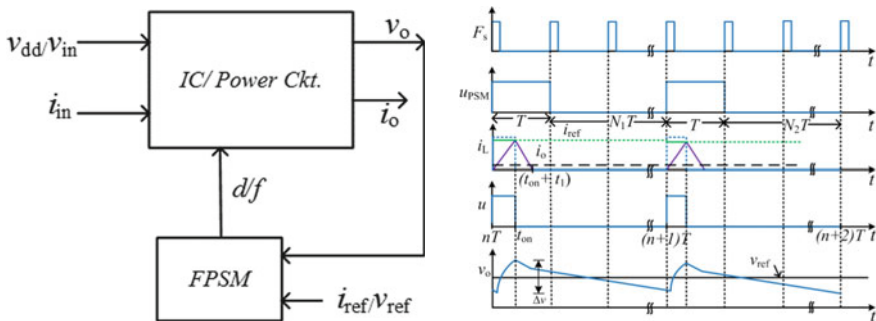 v_dd/v_in
i_in
IC/ Power Ckt.
v_o
i_o
d/f
FPSM
i_ref/v_ref
F_s
t
u_PSM
t
T
N_1T
T
N_2T
i_L
i_ref
i_o
(t_on + t_1)
t
u
nT
t_on
(n+1)T
(n+2)T
t
v_o
Δv
v_ref
t